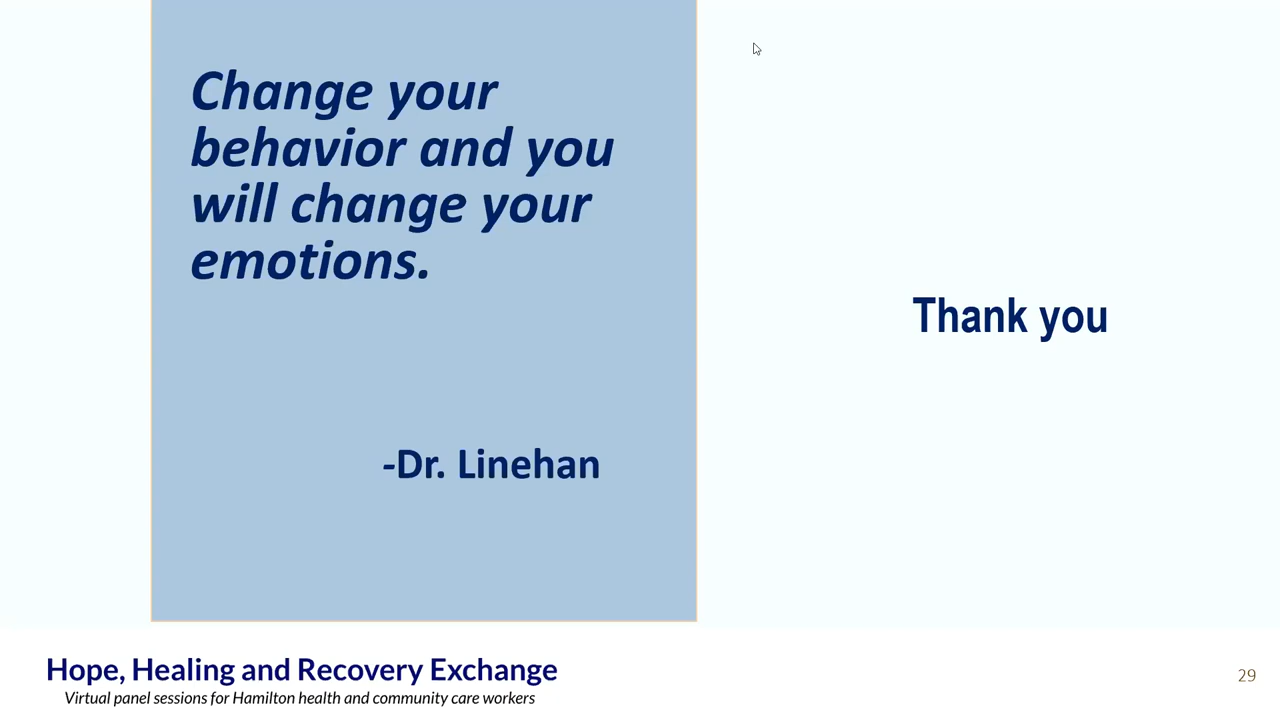 Change your
behavior and you
will change your
emotions.
-Dr. Linehan
Thank you
Hope, Healing and Recovery Exchange
Virtual panel sessions for Hamilton health and community care workers
29